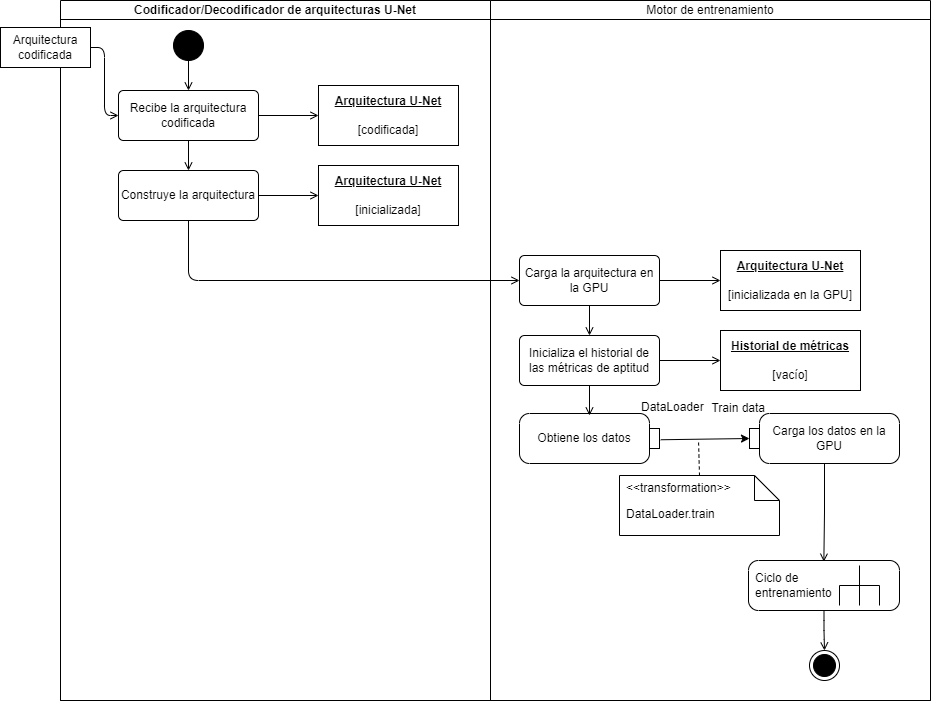 Codificador/Decodificador de arquitecturas U-Net
Motor de entrenamiento
Arquitectura
codificada
Recibe la arquitectura
codificada
Arquitectura U-Net
[codificada]
Construye la arquitectura
Arquitectura U-Net
[inicializada]
Carga la arquitectura en
la GPU
Arquitectura U-Net
[inicializada en la GPU]
Inicializa el historial de
las métricas de aptitud
Historial de métricas
[vacío]
DataLoader
Train data
Obtiene los datos
Carga los datos en la
GPU
<<transformation>>
DataLoader.train
Ciclo de
entrenamiento